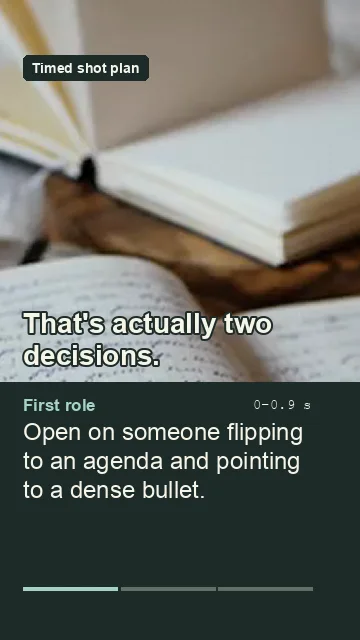 Timed shot plan
That's actually two
decisions.
First role
0–0.9 s
Open on someone flipping
to an agenda and pointing
to a dense bullet.